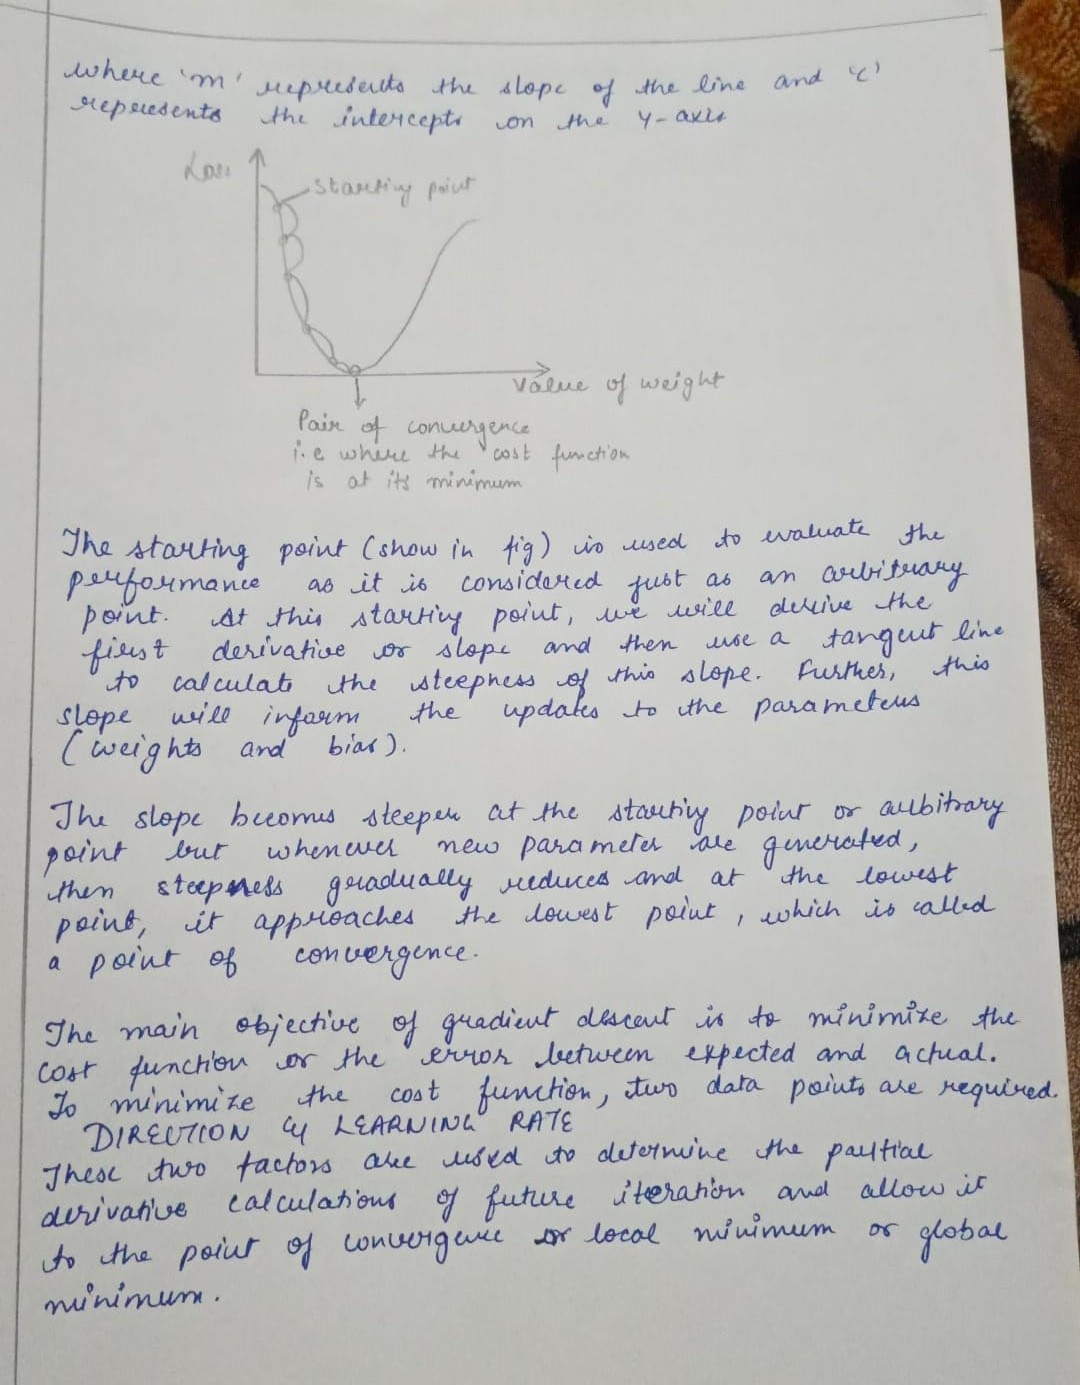 where 'm' represents the slope of the line and 'c'
represents the intercepts on the y-axis
Loss
starting point
Value of weight
Pair of convergence
i.e where the cost function
is at its minimum
The starting point (show in fig) is used to evaluate the
performance as it is considered just as an arbitrary
point. At this starting point, we will derive the
first derivative or slope and then use a tangent line
to calculate the steepness of this slope. Further, this
slope will inform the updates to the parameters
(weights and bias).
The slope becomes steeper at the starting point or arbitrary
point but whenever new parameter are generated,
then steepness gradually reduces and at the lowest
point, it approaches the lowest point, which is called
a point of convergence.
The main objective of gradient descent is to minimize the
cost function or the error between expected and actual.
To minimize the cost function, two data points are required.
DIRECTION & LEARNING RATE
These two factors are used to determine the partial
derivative calculations of future iteration and allow it
to the point of convergence or local minimum or global
minimum.